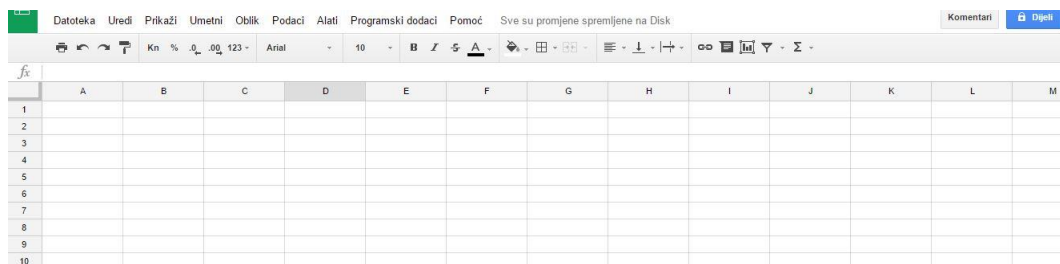 Datoteka Uredi Prikaži Umetni Oblik Podaci Alati Programski dodaci Pomoć Sve su promjene spremljene na Disk Komentari Dijeli
Kn % .0 .00 123 Arial 10 B I S A Σ
fx
A B C D E F G H I J K L M
1
2
3
4
5
6
7
8
9
10